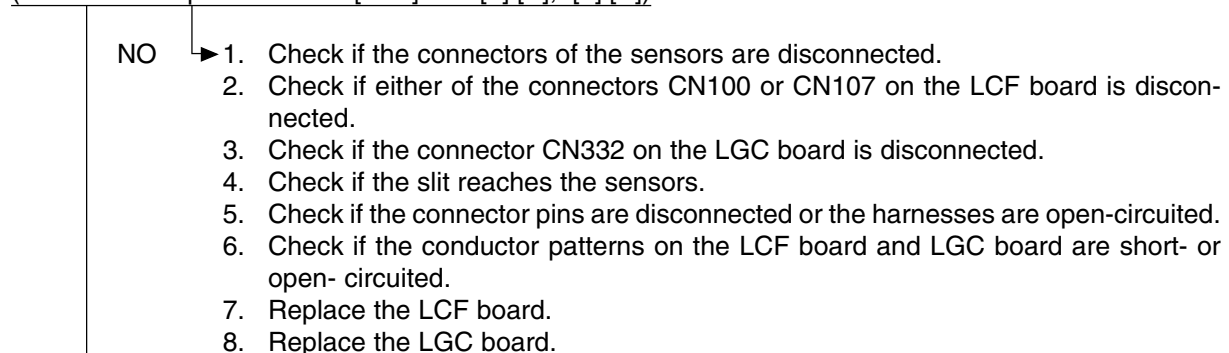 NO 1. Check if the connectors of the sensors are disconnected.
2. Check if either of the connectors CN100 or CN107 on the LCF board is discon-
nected.
3. Check if the connector CN332 on the LGC board is disconnected.
4. Check if the slit reaches the sensors.
5. Check if the connector pins are disconnected or the harnesses are open-circuited.
6. Check if the conductor patterns on the LCF board and LGC board are short- or
open- circuited.
7. Replace the LCF board.
8. Replace the LGC board.